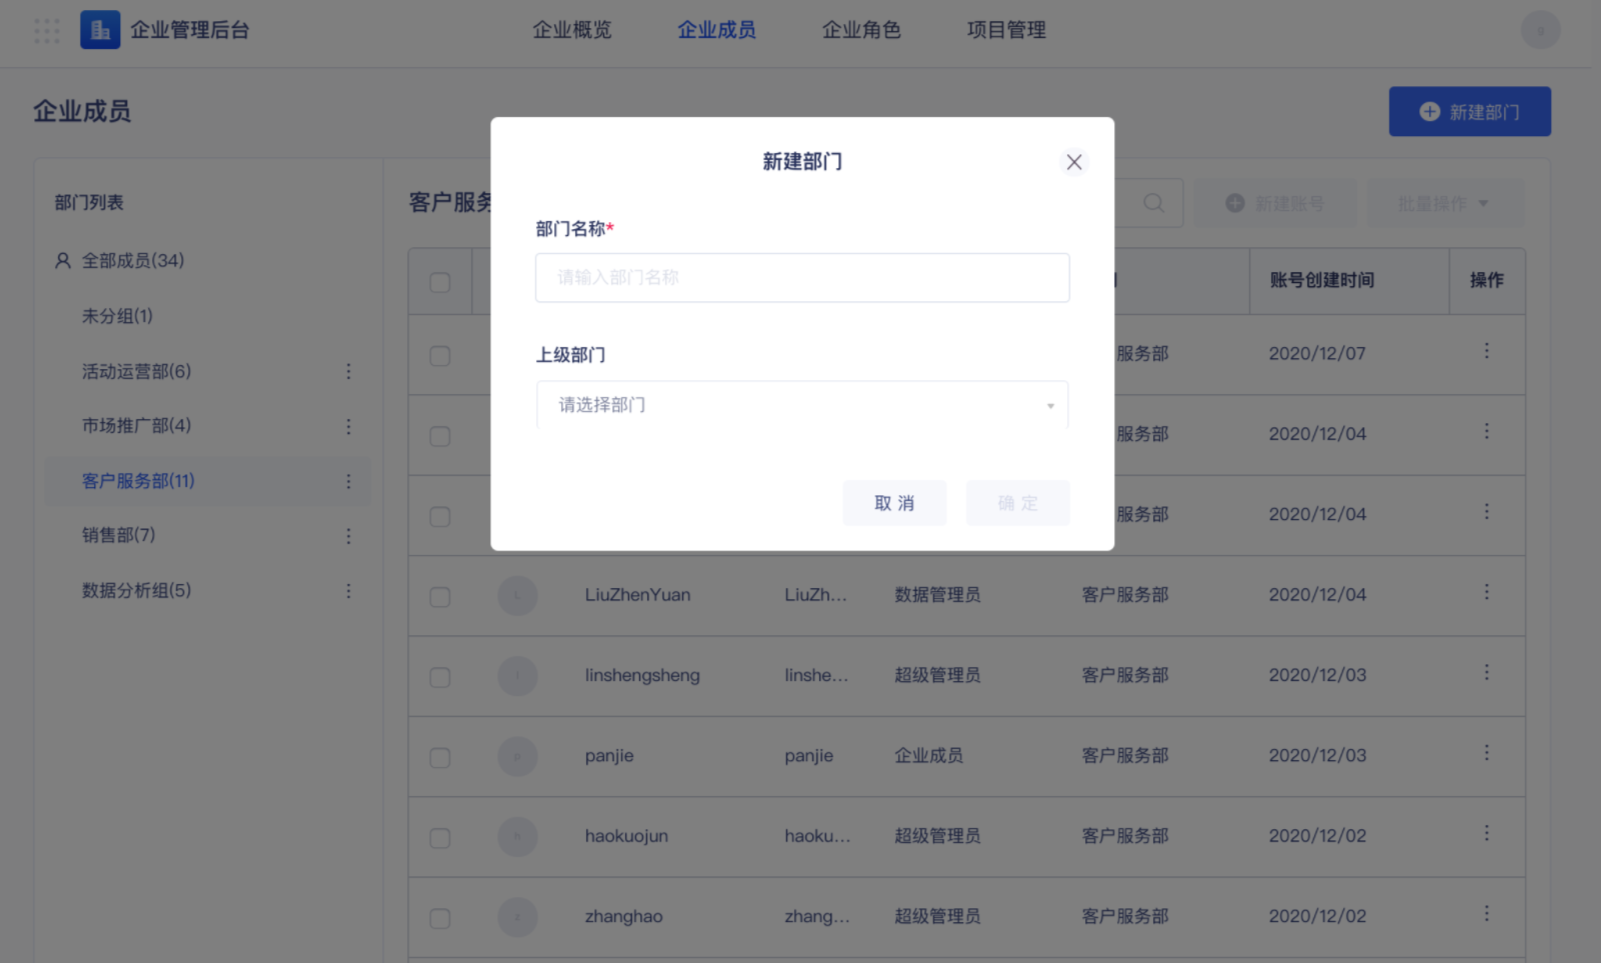 企业管理后台
企业概览
企业成员
企业角色
项目管理
企业成员
新建部门
部门列表
全部成员(34)
未分组(1)
活动运营部(6)
市场推广部(4)
客户服务部(11)
销售部(7)
数据分析组(5)
客户服务
新建账号
批量操作
账号创建时间
操作
服务部
2020/12/07
服务部
2020/12/04
服务部
2020/12/04
LiuZhenYuan
LiuZh...
数据管理员
客户服务部
2020/12/04
linshengsheng
linshe...
超级管理员
客户服务部
2020/12/03
panjie
panjie
企业成员
客户服务部
2020/12/03
haokuojun
haoku...
超级管理员
客户服务部
2020/12/02
zhanghao
zhang...
超级管理员
客户服务部
2020/12/02
新建部门
部门名称*
请输入部门名称
上级部门
请选择部门
取 消
确 定